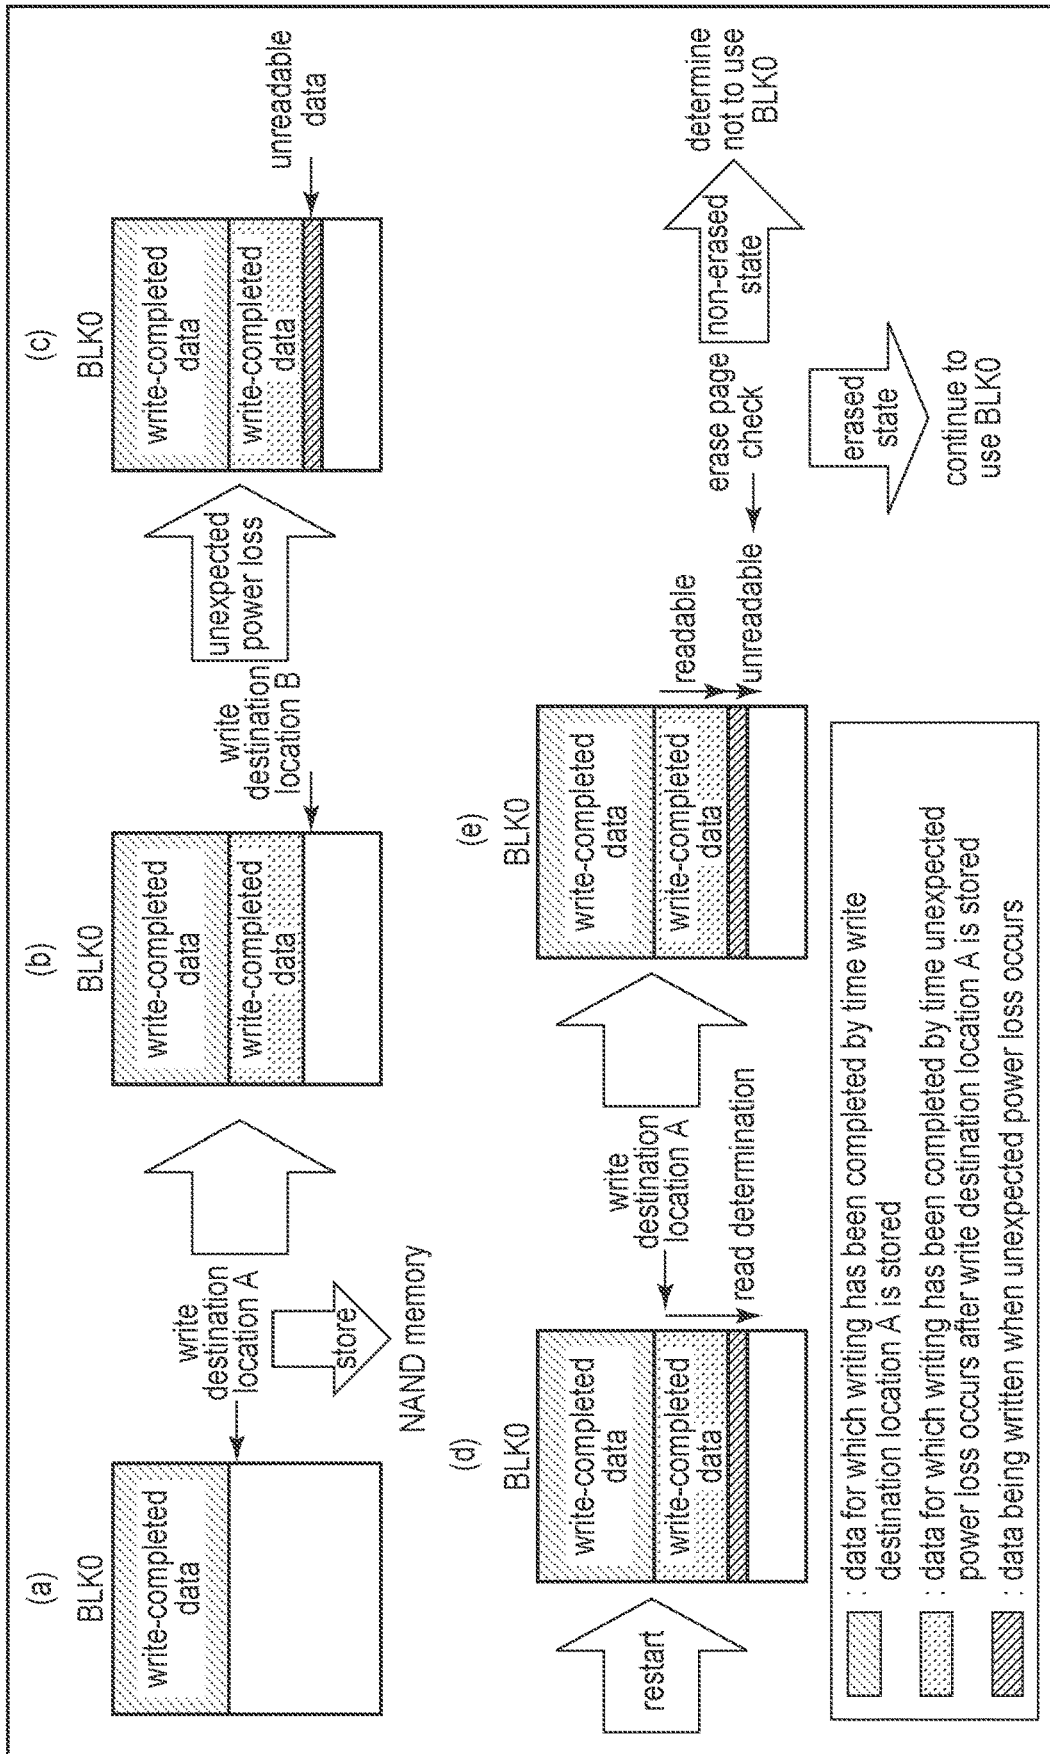 (a)
BLK0
write-completed
data
write
destination
location A
store
NAND memory
(b)
BLK0
write-completed
data
write-completed
data
write
destination
location B
unexpected
power loss
(c)
BLK0
write-completed
data
write-completed
data
unreadable
data
restart
(d)
BLK0
write-completed
data
write-completed
data
write
destination
location A
read determination
(e)
BLK0
write-completed
data
write-completed
data
readable
unreadable
erase page
check
non-erased
state
determine
not to use
BLK0
erased
state
continue to
use BLK0
: data for which writing has been completed by time write
destination location A is stored
: data for which writing has been completed by time unexpected
power loss occurs after write destination location A is stored
: data being written when unexpected power loss occurs